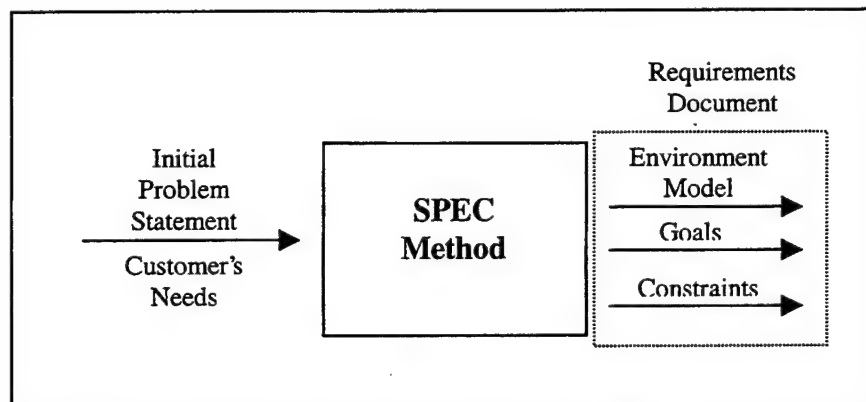 Initial
Problem
Statement
Customer's
Needs
SPEC
Method
Requirements
Document
Environment
Model
Goals
Constraints